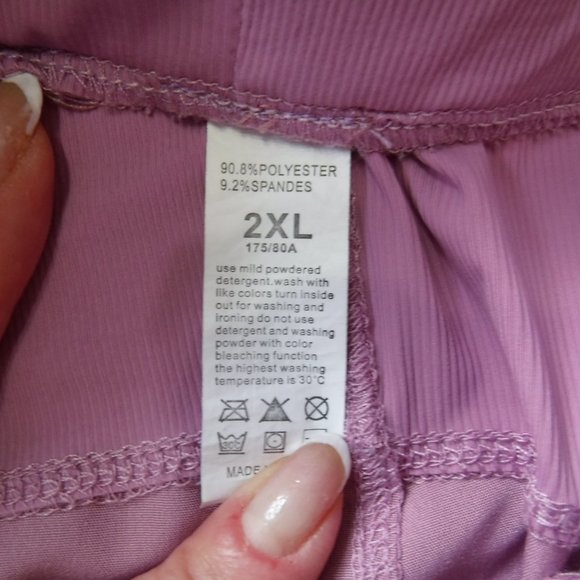 90.8%POLYESTER
9.2%SPANDES
2XL
175/80A
use mild powdered
detergent.wash with
like colors turn inside
out for washing and
ironing do not use
detergent and washing
powder with color
bleaching function
the highest washing
temperature is 30°C
30C
MADE